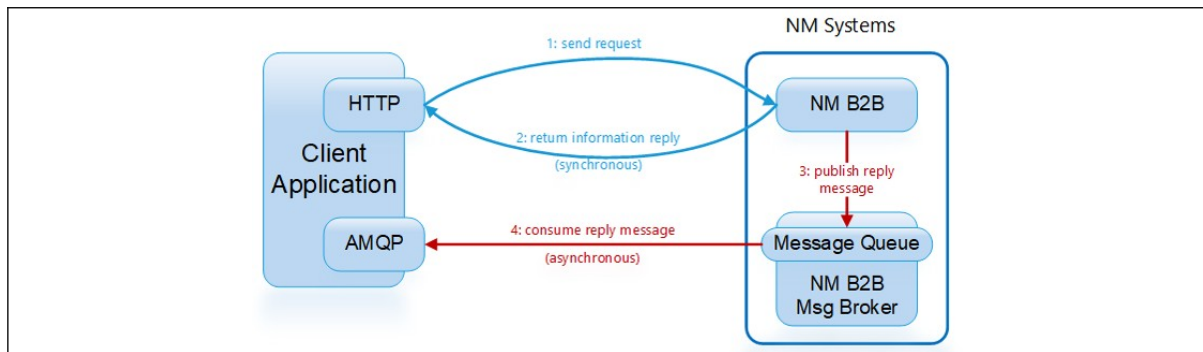 NM Systems
1: send request
HTTP
NM B2B
2: return information reply
(synchronous)
Client
Application
3: publish reply
message
4: consume reply message
AMQP
Message Queue
(asynchronous)
NM B2B
Msg Broker